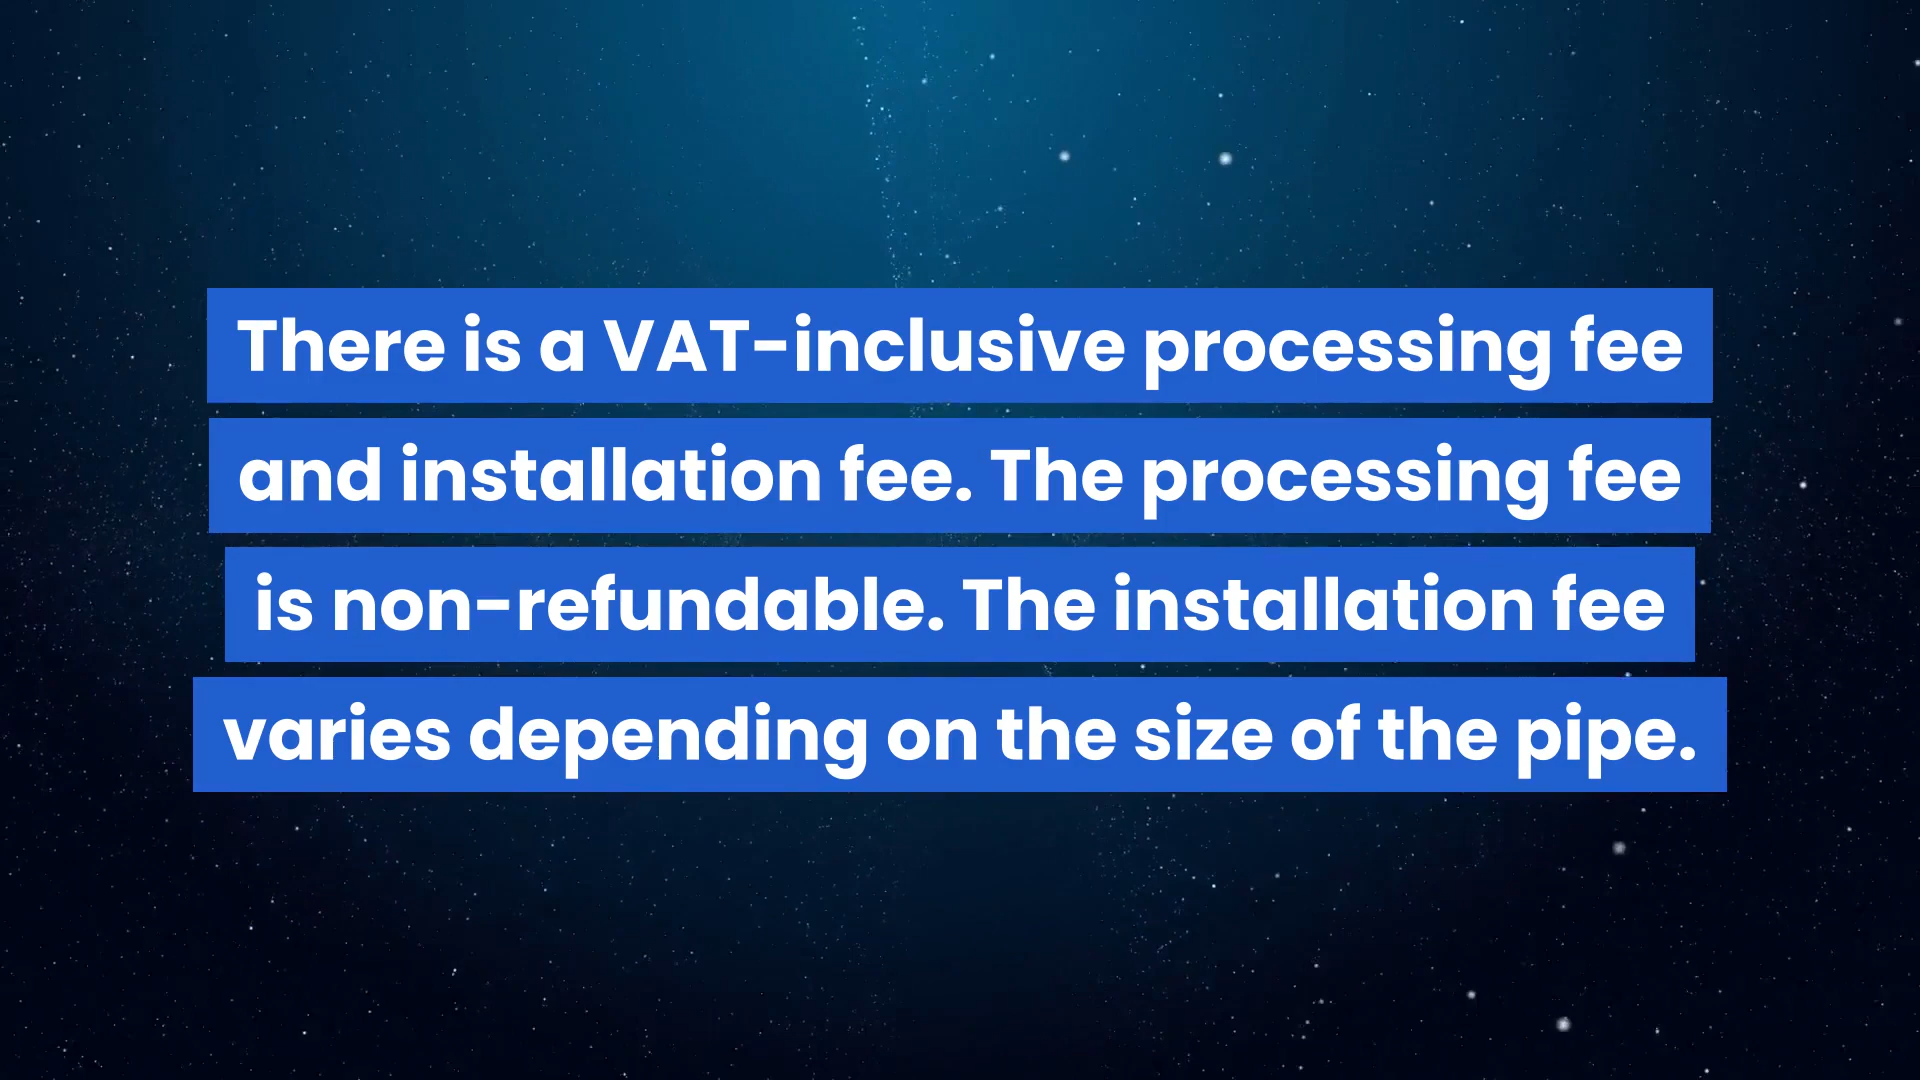 There is a VAT-inclusive processing fee
and installation fee. The processing fee
is non-refundable. The installation fee
varies depending on the size of the pipe.